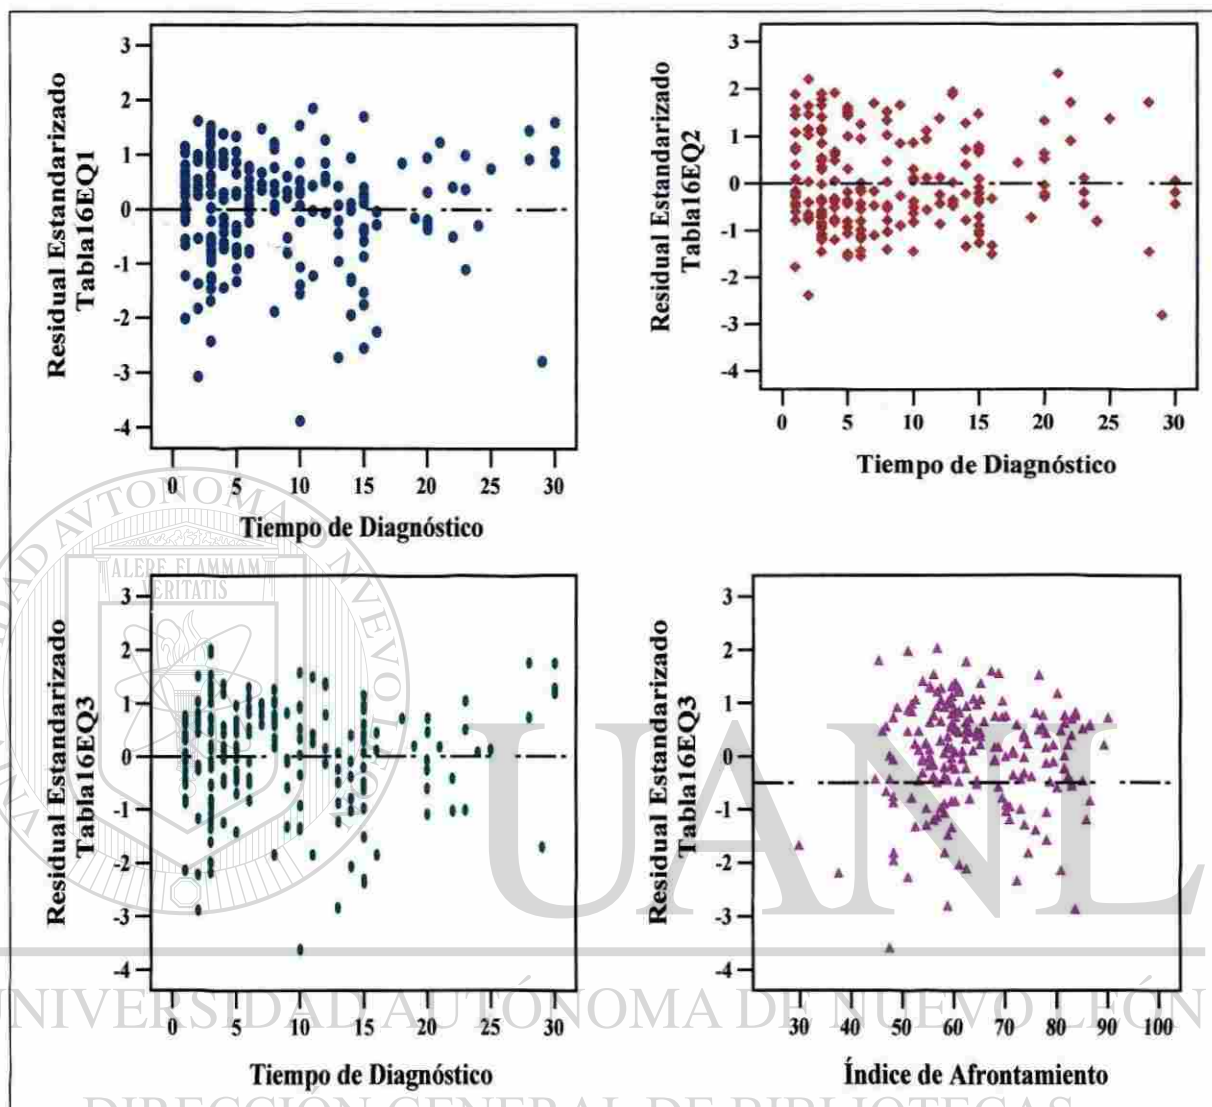 Residual Estandarizado
Tabla16EQ1
3
2
1
0
-1
-2
-3
-4
0 5 10 15 20 25 30
Tiempo de Diagnóstico
Residual Estandarizado
Tabla16EQ2
3
2
1
0
-1
-2
-3
-4
0 5 10 15 20 25 30
Tiempo de Diagnóstico
Residual Estandarizado
Tabla16EQ3
3
2
1
0
-1
-2
-3
-4
0 5 10 15 20 25 30
Tiempo de Diagnóstico
Residual Estandarizado
Tabla16EQ3
3
2
1
0
-1
-2
-3
-4
30 40 50 60 70 80 90 100
Índice de Afrontamiento
ALERE FLAMMAM
VERITATIS
UANL
UNIVERSIDAD AUTÓNOMA DE NUEVO LEÓN
DIRECCIÓN GENERAL DE BIBLIOTECAS